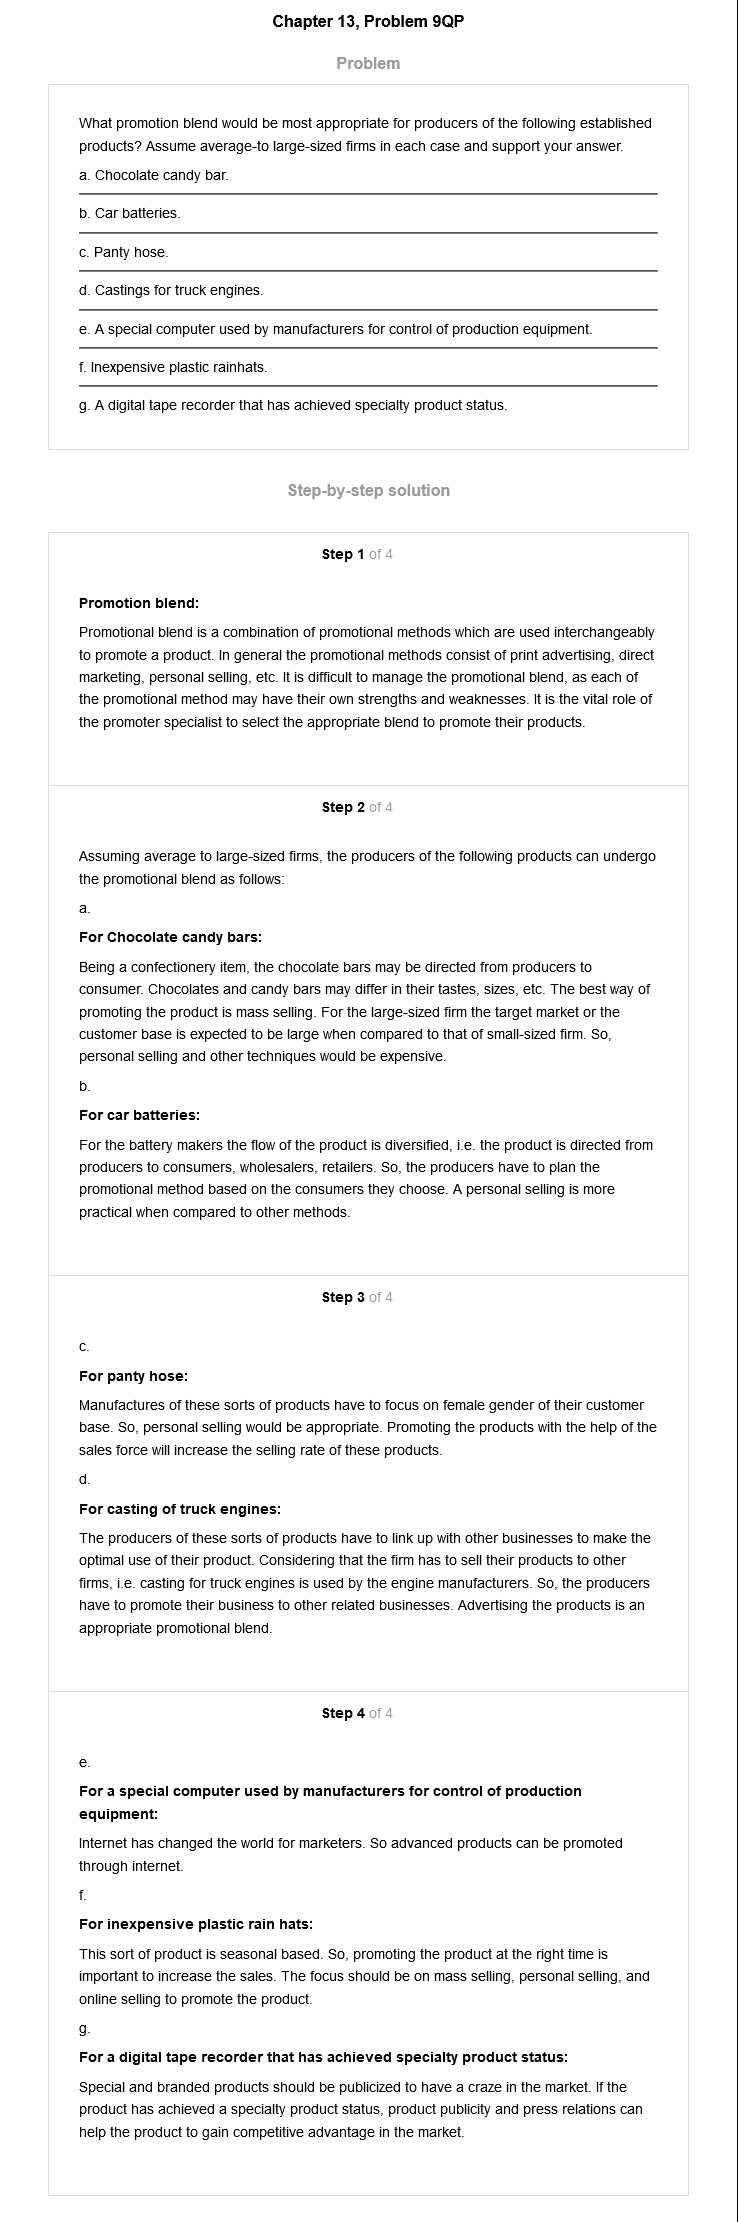 Chapter 13, Problem 9QP
Problem
What promotion blend would be most appropriate for producers of the following established
products? Assume average-to large-sized firms in each case and support your answer.
a. Chocolate candy bar.
b. Car batteries.
c. Panty hose.
d. Castings for truck engines.
e. A special computer used by manufacturers for control of production equipment.
f. Inexpensive plastic rainhats.
g. A digital tape recorder that has achieved specialty product status.
Step-by-step solution
Step 1 of 4
Promotion blend:
Promotional blend is a combination of promotional methods which are used interchangeably
to promote a product. In general the promotional methods consist of print advertising, direct
marketing, personal selling, etc. It is difficult to manage the promotional blend, as each of
the promotional method may have their own strengths and weaknesses. It is the vital role of
the promoter specialist to select the appropriate blend to promote their products.
Step 2 of 4
Assuming average to large-sized firms, the producers of the following products can undergo
the promotional blend as follows:
a.
For Chocolate candy bars:
Being a confectionery item, the chocolate bars may be directed from producers to
consumer. Chocolates and candy bars may differ in their tastes, sizes, etc. The best way of
promoting the product is mass selling. For the large-sized firm the target market or the
customer base is expected to be large when compared to that of small-sized firm. So,
personal selling and other techniques would be expensive.
b.
For car batteries:
For the battery makers the flow of the product is diversified, i.e. the product is directed from
producers to consumers, wholesalers, retailers. So, the producers have to plan the
promotional method based on the consumers they choose. A personal selling is more
practical when compared to other methods.
Step 3 of 4
c.
For panty hose:
Manufactures of these sorts of products have to focus on female gender of their customer
base. So, personal selling would be appropriate. Promoting the products with the help of the
sales force will increase the selling rate of these products.
d.
For casting of truck engines:
The producers of these sorts of products have to link up with other businesses to make the
optimal use of their product. Considering that the firm has to sell their products to other
firms, i.e. casting for truck engines is used by the engine manufacturers. So, the producers
have to promote their business to other related businesses. Advertising the products is an
appropriate promotional blend.
Step 4 of 4
e.
For a special computer used by manufacturers for control of production
equipment:
Internet has changed the world for marketers. So advanced products can be promoted
through internet.
f.
For inexpensive plastic rain hats:
This sort of product is seasonal based. So, promoting the product at the right time is
important to increase the sales. The focus should be on mass selling, personal selling, and
online selling to promote the product.
g.
For a digital tape recorder that has achieved specialty product status:
Special and branded products should be publicized to have a craze in the market. If the
product has achieved a specialty product status, product publicity and press relations can
help the product to gain competitive advantage in the market.